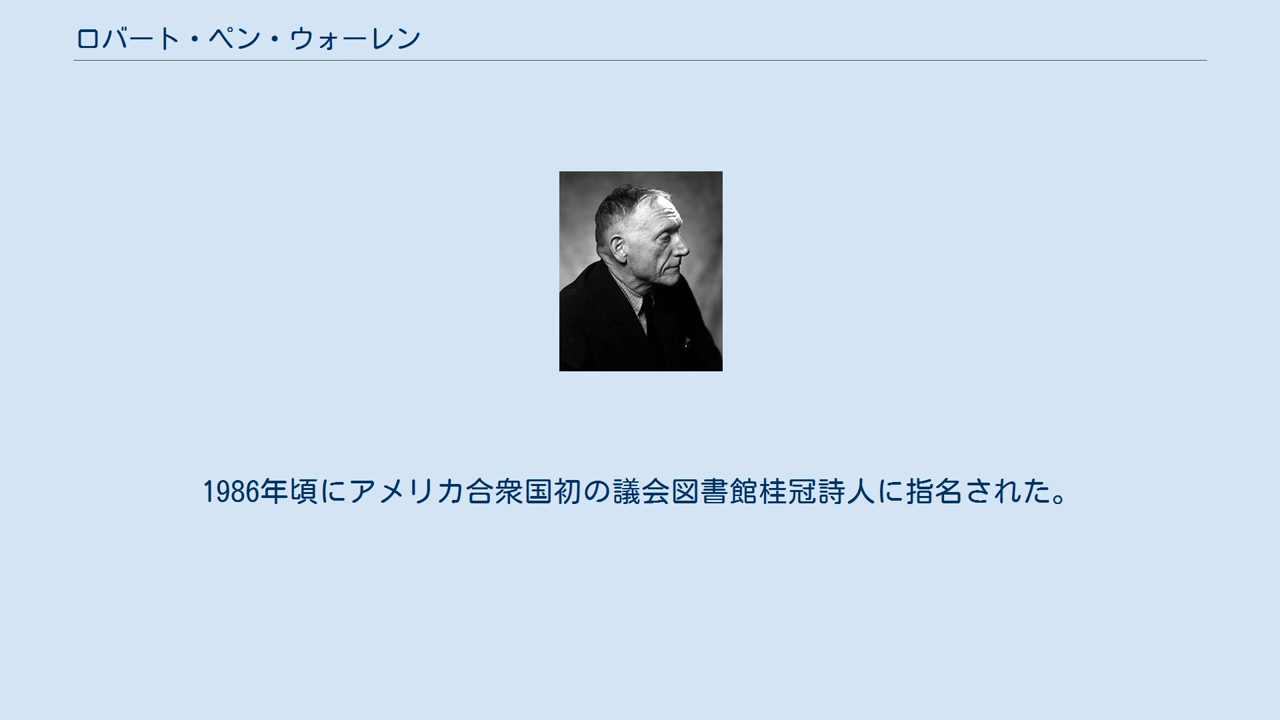 ロバート・ペン・ウォーレン
1986年頃にアメリカ合衆国初の議会図書館桂冠詩人に指名された。